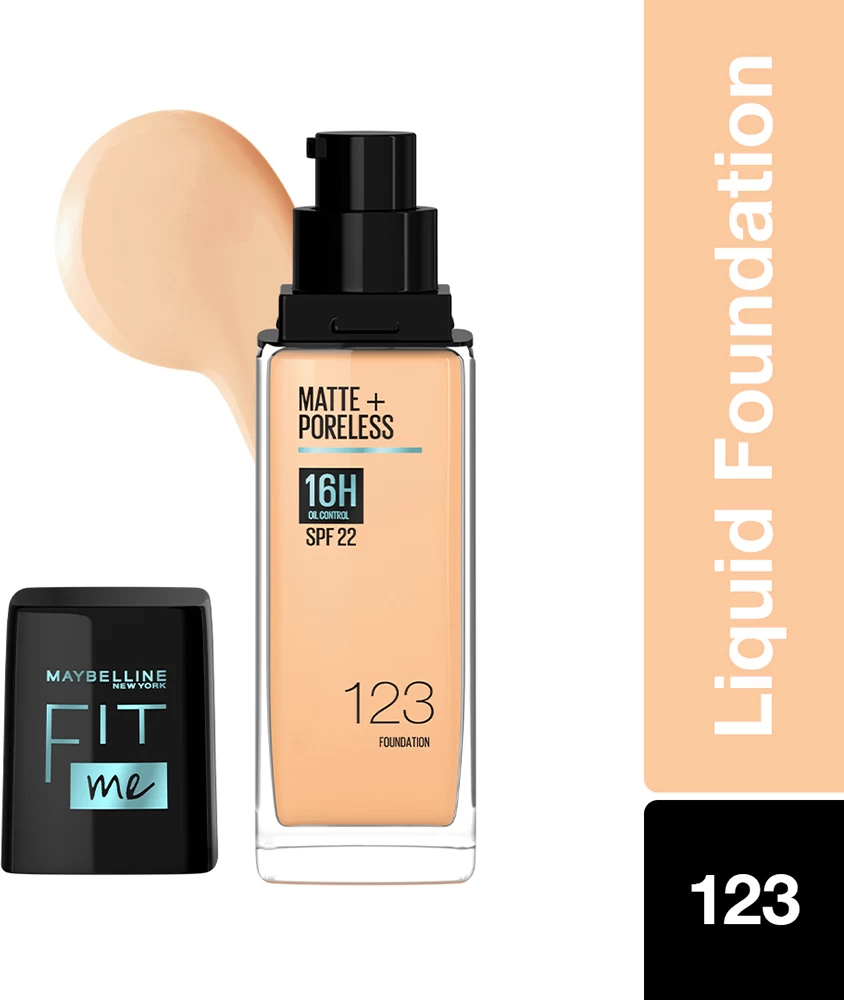 MATTE +
PORELESS
16H
OIL CONTROL
SPF 22
123
FOUNDATION
MAYBELLINE
NEW YORK
FIT
me
Liquid Foundation
123